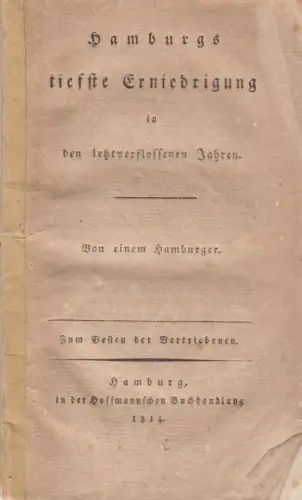 Hamburgs
tiefste Erniedrigung
in
den letztverflossenen Jahren.
Von einem Hamburger.
Zum Besten der Vertriebenen.
Hamburg,
in der Hoffmannschen Buchhandlung
1814.